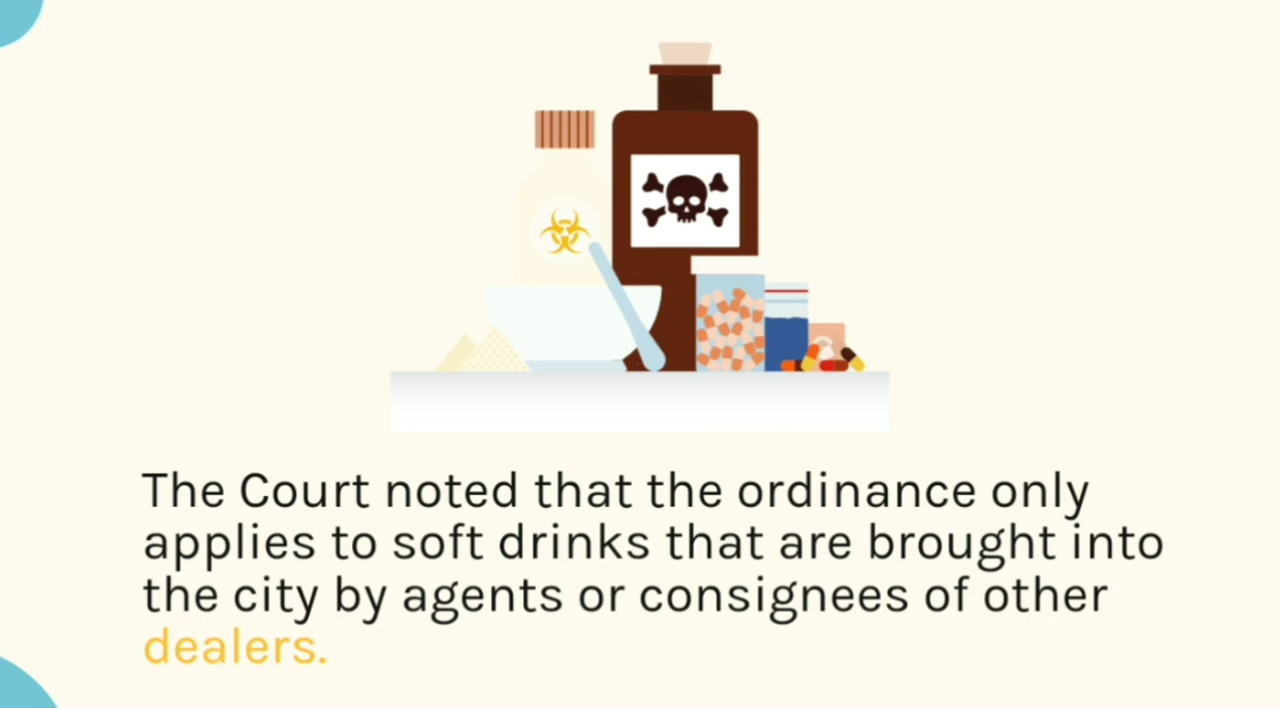 The Court noted that the ordinance only
applies to soft drinks that are brought into
the city by agents or consignees of other
dealers.